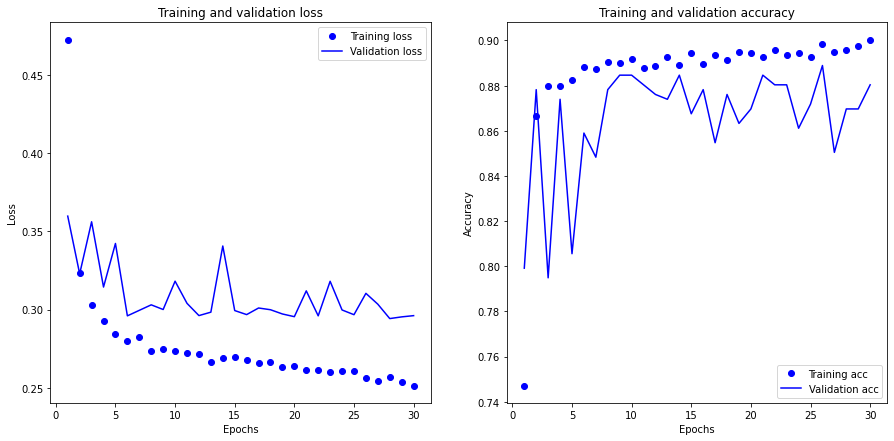 Training and validation loss
Training loss
Validation loss
0.45
0.40
0.35
0.30
0.25
Loss
0
5
10
15
20
25
30
Epochs
Training and validation accuracy
0.90
0.88
0.86
0.84
0.82
0.80
0.78
0.76
0.74
Accuracy
Training acc
Validation acc
0
5
10
15
20
25
30
Epochs